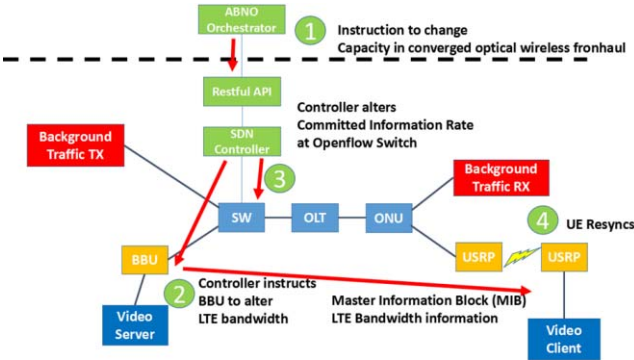 ABNO
Orchestrator
1
Instruction to change
Capacity in converged optical wireless fronhaul
Restful API
Controller alters
Committed Information Rate
at Openflow Switch
SDN
Controller
Background
Traffic TX
3
Background
Traffic RX
SW
OLT
ONU
4
UE Resyncs
BBU
USRP
USRP
2
Controller instructs
BBU to alter
LTE bandwidth
Master Information Block (MIB)
LTE Bandwidth information
Video
Server
Video
Client